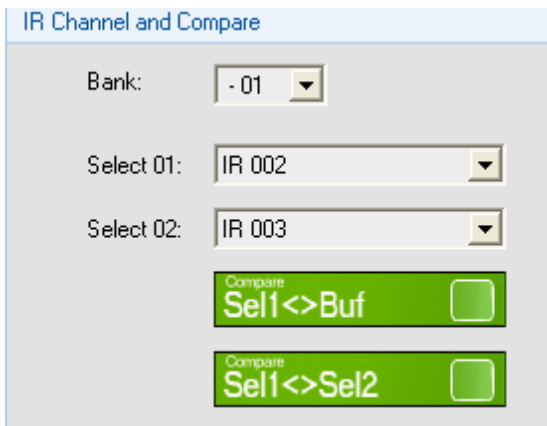 IR Channel and Compare
Bank: - 01
Select 01: IR 002
Select 02: IR 003
Compare
Sel1<>Buf
Compare
Sel1<>Sel2